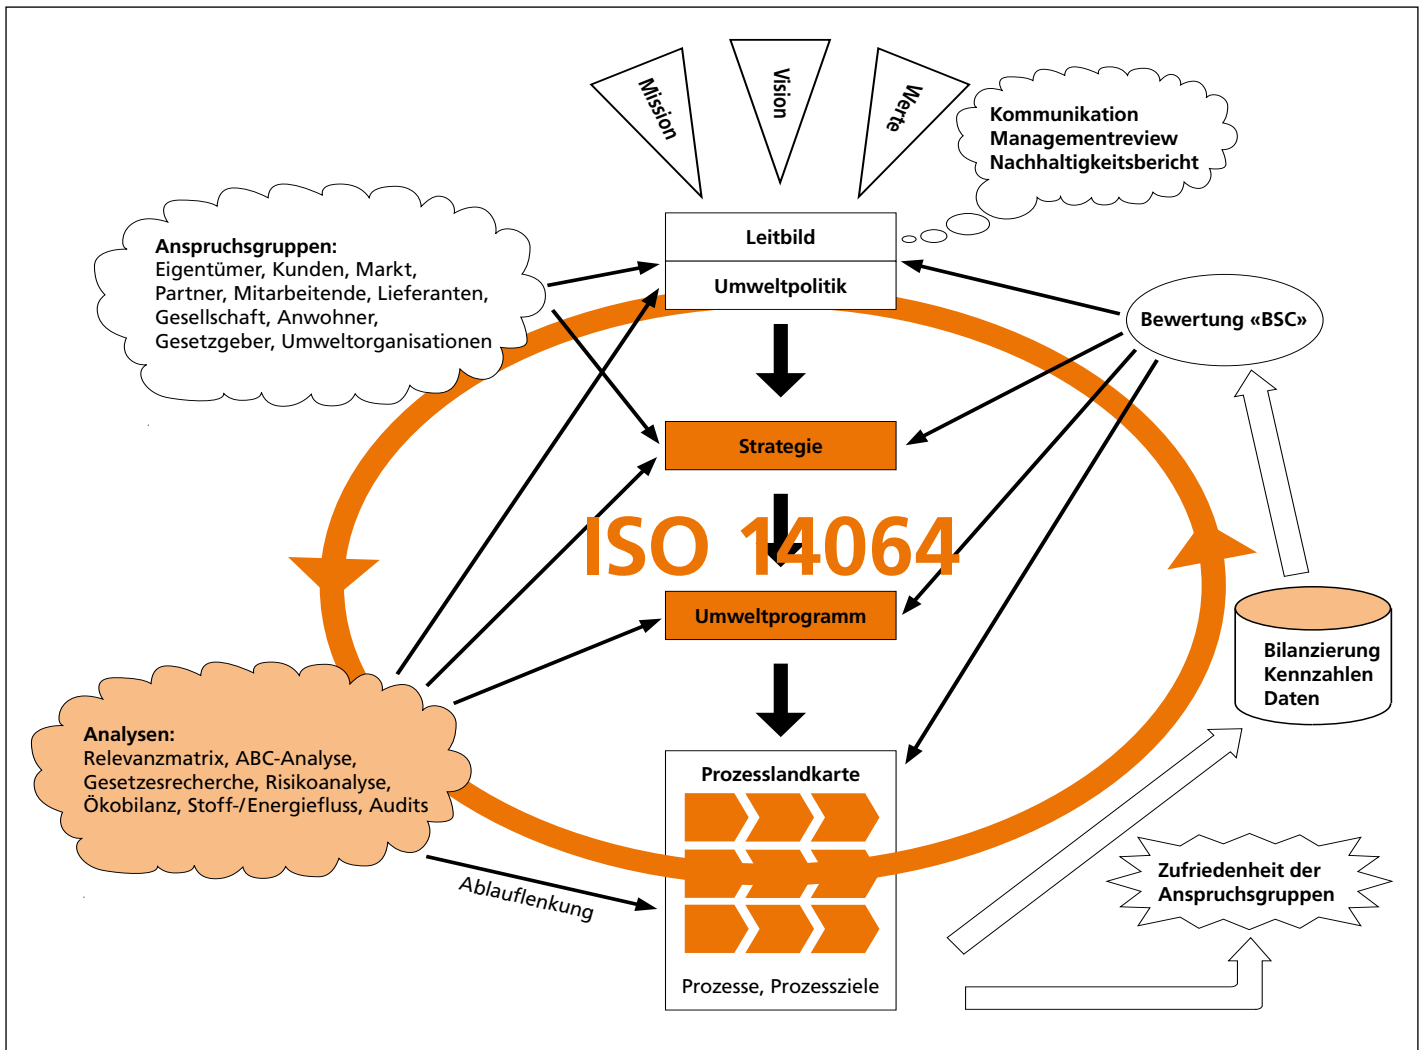 Mission
Vision
Werte
Kommunikation
Managementreview
Nachhaltigkeitsbericht
Anspruchsgruppen:
Eigentümer, Kunden, Markt,
Partner, Mitarbeitende, Lieferanten,
Gesellschaft, Anwohner,
Gesetzgeber, Umweltorganisationen
Leitbild
Umweltpolitik
Bewertung «BSC»
Strategie
ISO 14064
Umweltprogramm
Bilanzierung
Kennzahlen
Daten
Analysen:
Relevanzmatrix, ABC-Analyse,
Gesetzesrecherche, Risikoanalyse,
Ökobilanz, Stoff-/Energiefluss, Audits
Ablauflenkung
Prozesslandkarte
Prozesse, Prozessziele
Zufriedenheit der
Anspruchsgruppen